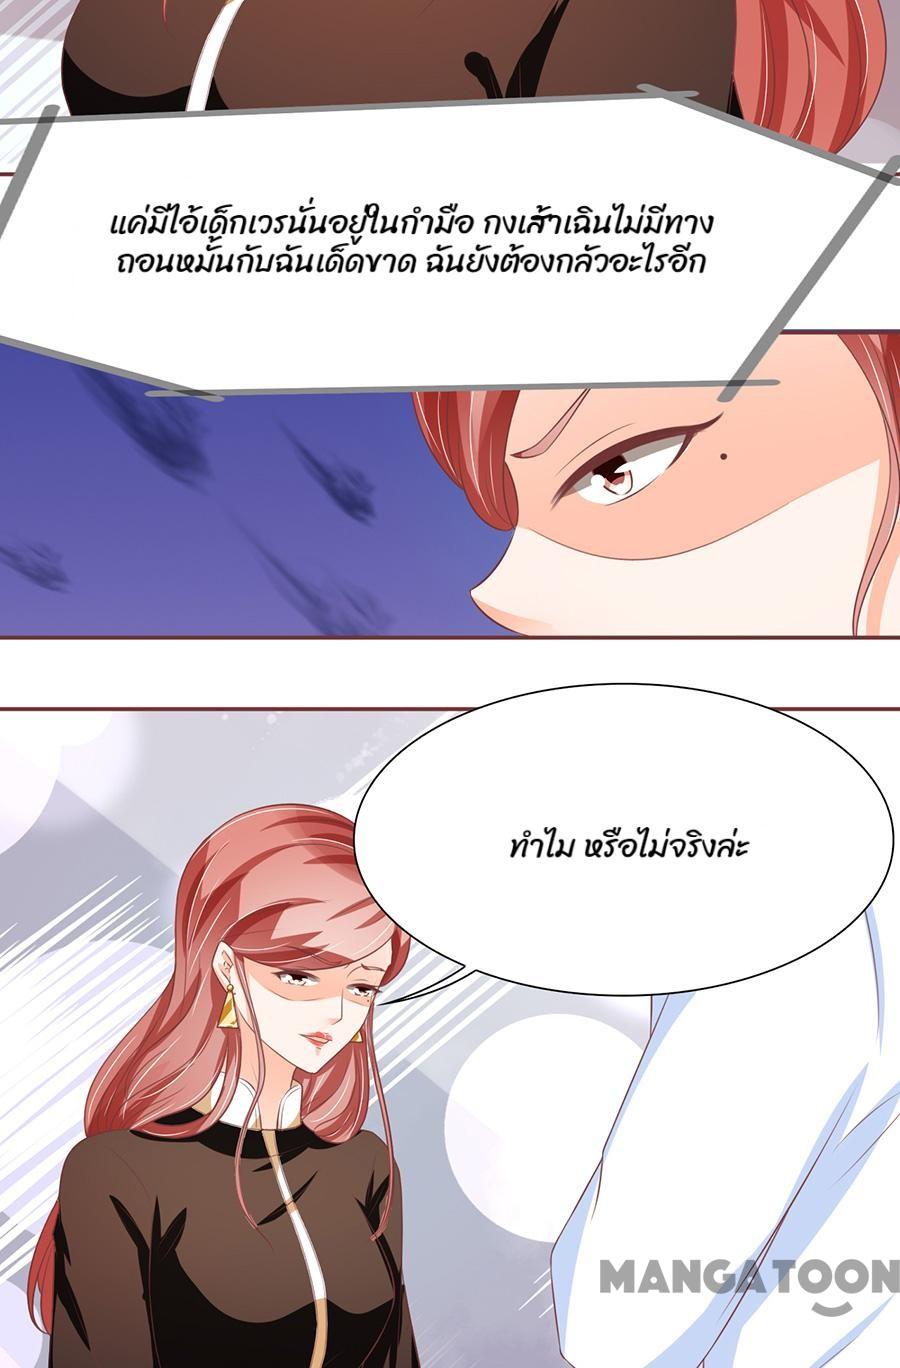 แค่มีไอ้เด็กเวรนั่นอยู่ในกำมือ กงเส้าเฉินไม่มีทาง
ถอนหมั้นกับฉันเด็ดขาด ฉันยังต้องกลัวอะไรอีก
ทำไม หรือไม่จริงล่ะ
MANGATOON